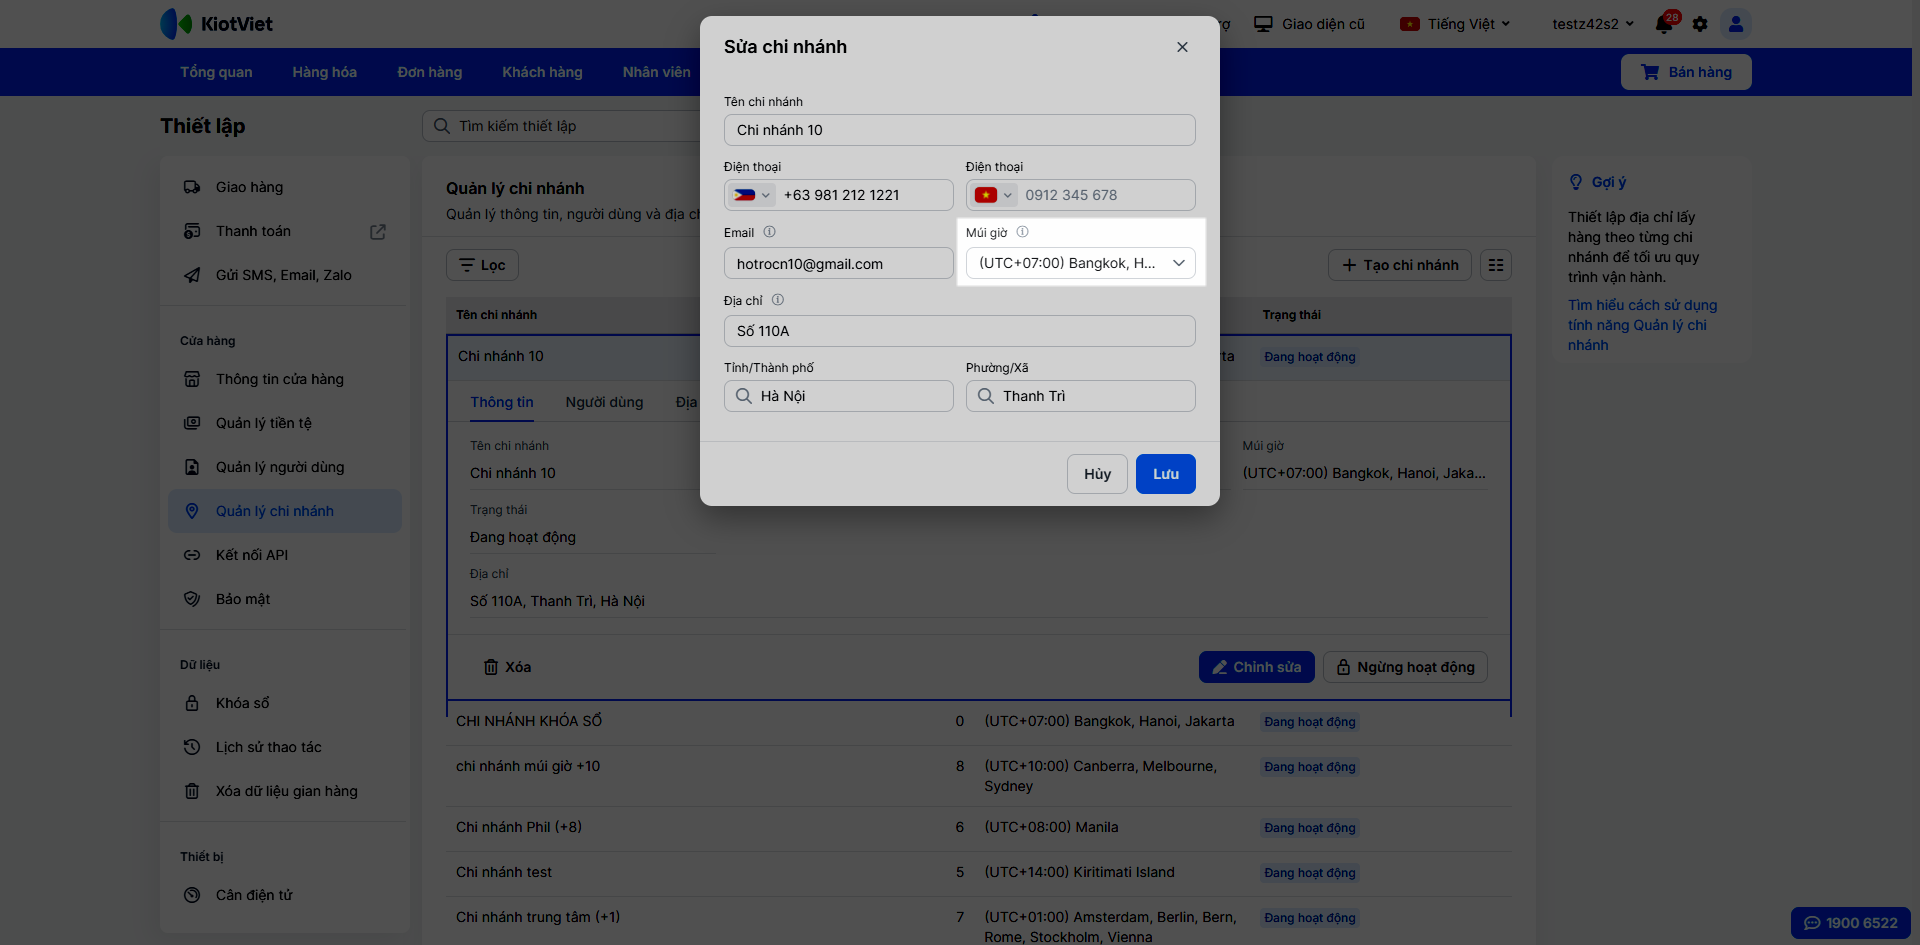 KiotViet
Giao diện cũ
Tiếng Việt
testz42s2
28
Tổng quan
Hàng hóa
Đơn hàng
Khách hàng
Nhân viên
Bán hàng
Thiết lập
Tìm kiếm thiết lập
Giao hàng
Thanh toán
Gửi SMS, Email, Zalo
Cửa hàng
Thông tin cửa hàng
Quản lý tiền tệ
Quản lý người dùng
Quản lý chi nhánh
Kết nối API
Bảo mật
Dữ liệu
Khóa sổ
Lịch sử thao tác
Xóa dữ liệu gian hàng
Thiết bị
Cân điện tử
Quản lý chi nhánh
Quản lý thông tin, người dùng và địa ch
Lọc
Tạo chi nhánh
Tên chi nhánh
Trạng thái
Chi nhánh 10
ta
Đang hoạt động
Thông tin
Người dùng
Địa
Tên chi nhánh
Chi nhánh 10
Múi giờ
(UTC+07:00) Bangkok, Hanoi, Jaka...
Trạng thái
Đang hoạt động
Địa chỉ
Số 110A, Thanh Trì, Hà Nội
Xóa
Chỉnh sửa
Ngừng hoạt động
CHI NHÁNH KHÓA SỔ
0
(UTC+07:00) Bangkok, Hanoi, Jakarta
Đang hoạt động
chi nhánh múi giờ +10
8
(UTC+10:00) Canberra, Melbourne,
Sydney
Đang hoạt động
Chi nhánh Phil (+8)
6
(UTC+08:00) Manila
Đang hoạt động
Chi nhánh test
5
(UTC+14:00) Kiritimati Island
Đang hoạt động
Chi nhánh trung tâm (+1)
7
(UTC+01:00) Amsterdam, Berlin, Bern,
Rome, Stockholm, Vienna
Đang hoạt động
Sửa chi nhánh
Tên chi nhánh
Chi nhánh 10
Điện thoại
+63 981 212 1221
Điện thoại
0912 345 678
Email
hotrocn10@gmail.com
Múi giờ
(UTC+07:00) Bangkok, H...
Địa chỉ
Số 110A
Tỉnh/Thành phố
Hà Nội
Phường/Xã
Thanh Trì
Hủy
Lưu
Gợi ý
Thiết lập địa chỉ lấy
hàng theo từng chi
nhánh để tối ưu quy
trình vận hành.
Tìm hiểu cách sử dụng
tính năng Quản lý chi
nhánh
1900 6522